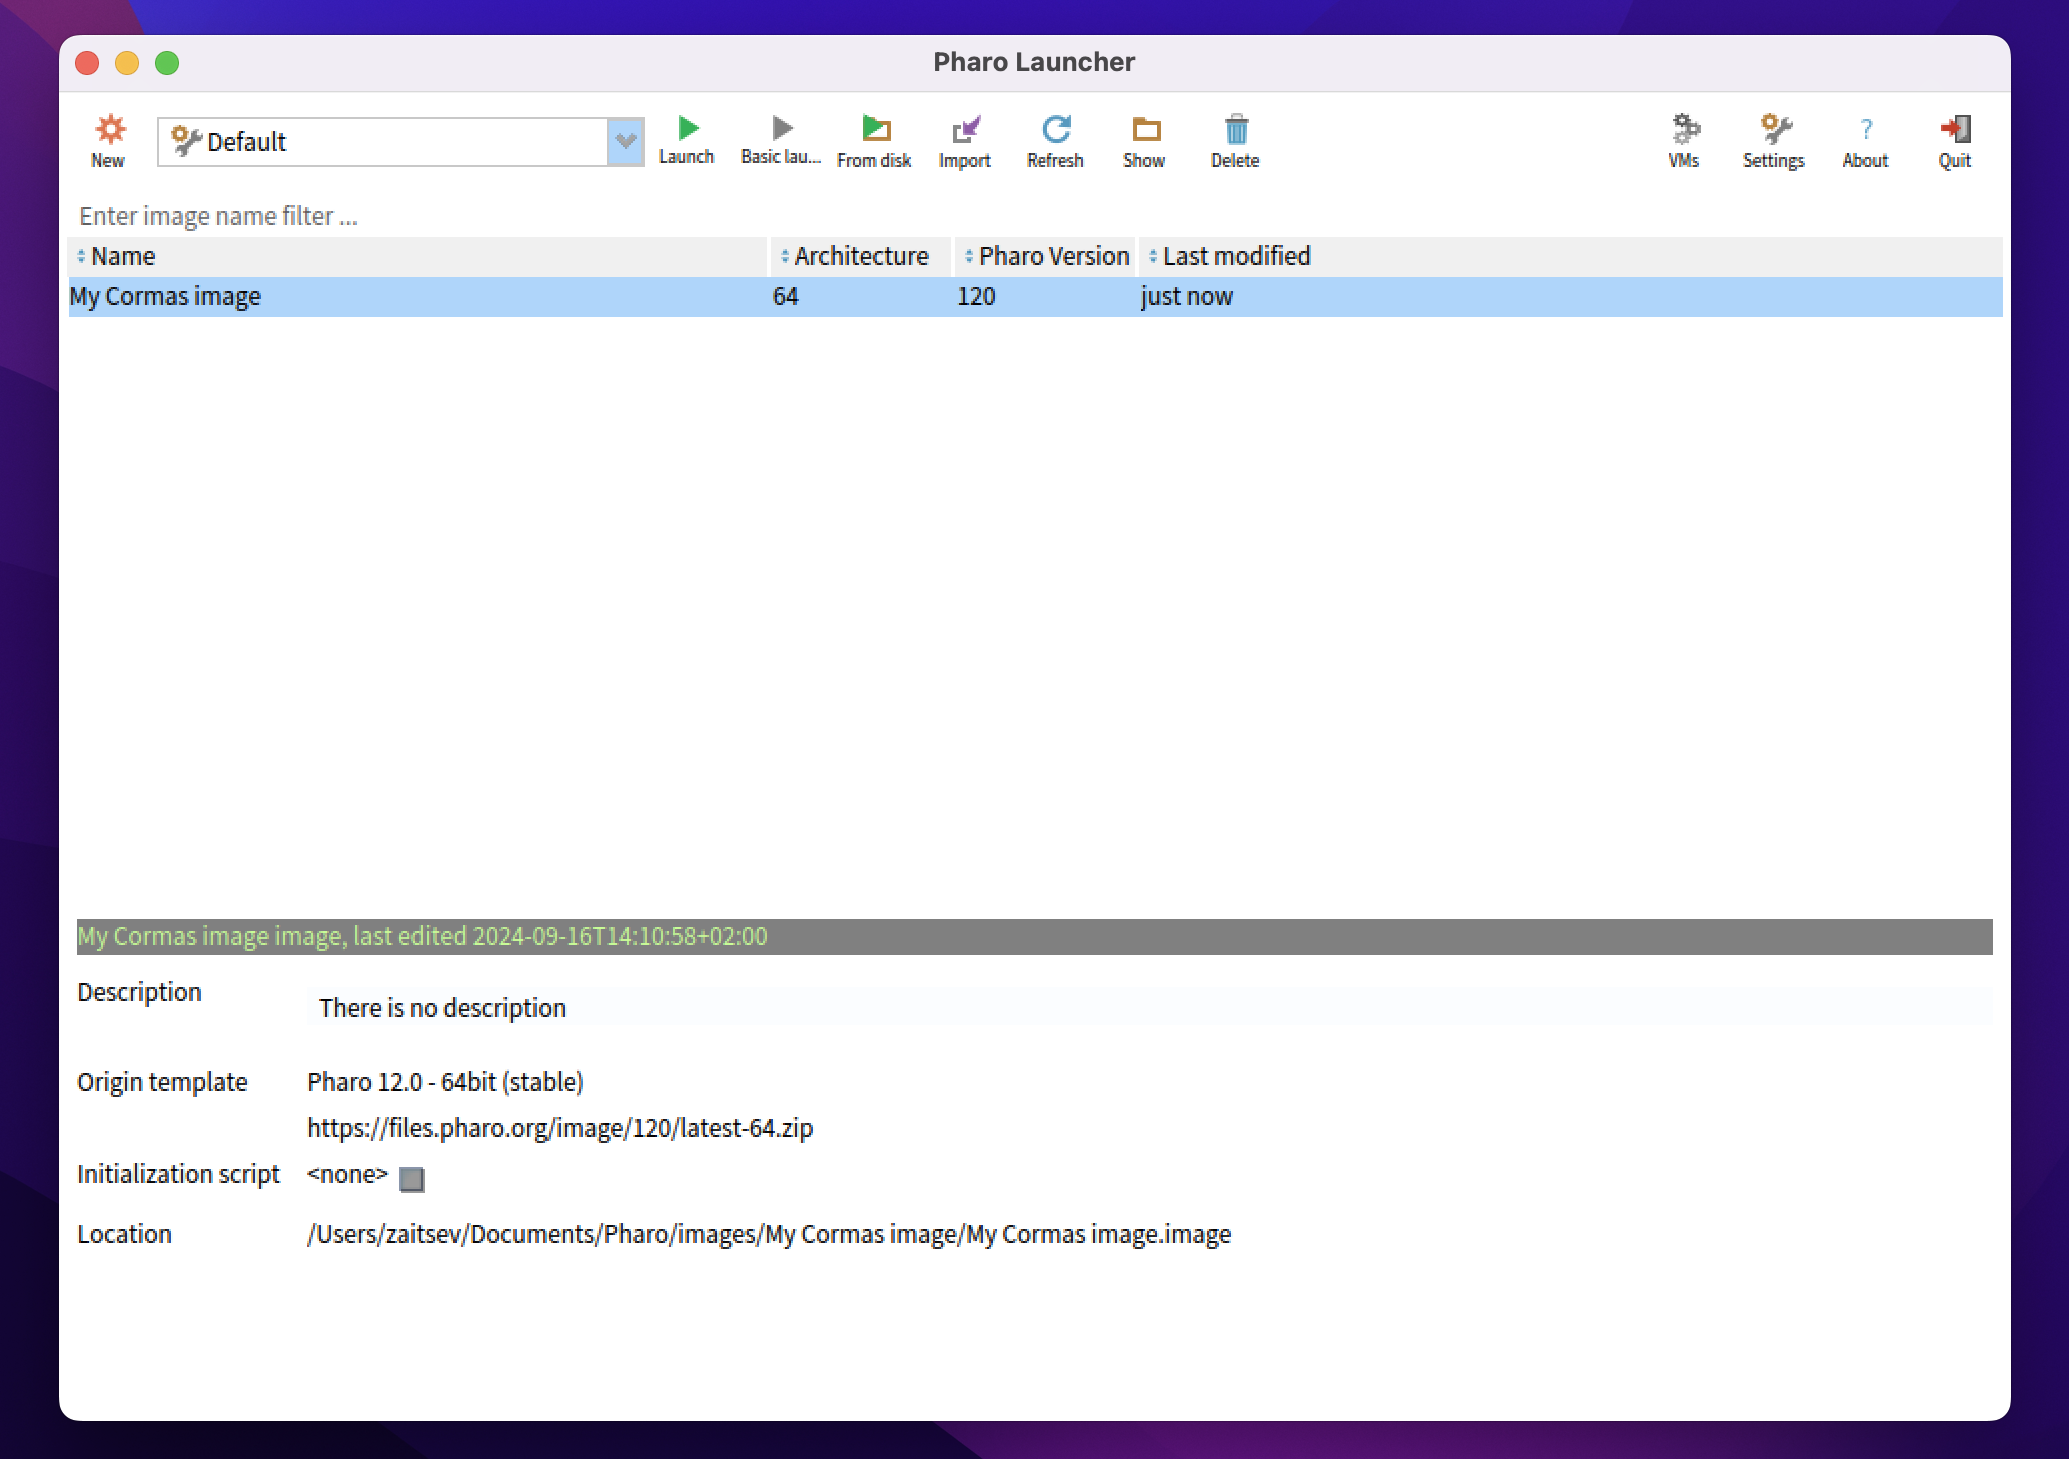 Pharo Launcher
New
Default
Launch
Basic lau...
From disk
Import
Refresh
Show
Delete
VMs
Settings
? About
Quit
Enter image name filter ...
Name Architecture Pharo Version Last modified
My Cormas image 64 120 just now
My Cormas image image, last edited 2024-09-16T14:10:58+02:00
Description There is no description
Origin template Pharo 12.0 - 64bit (stable)
https://files.pharo.org/image/120/latest-64.zip
Initialization script <none>
Location /Users/zaitsev/Documents/Pharo/images/My Cormas image/My Cormas image.image